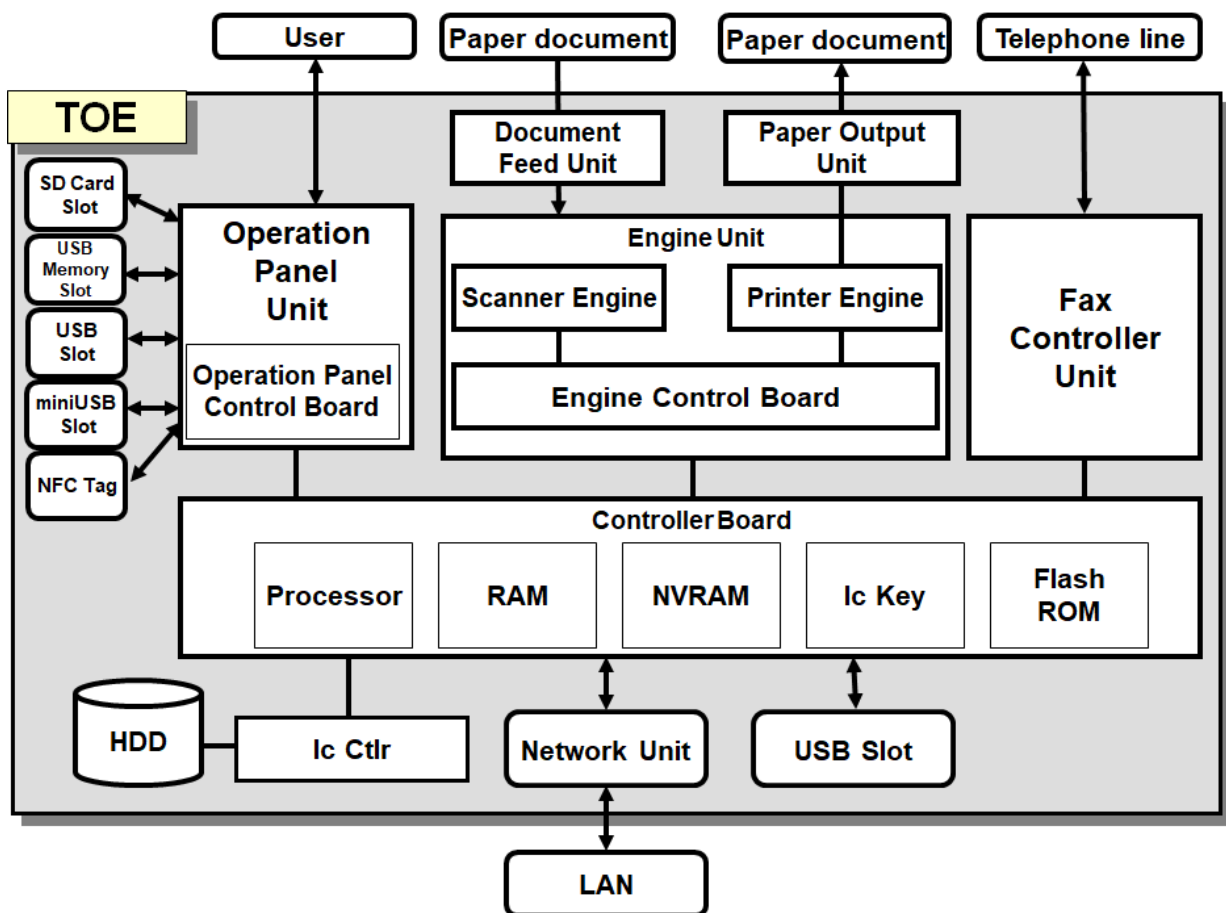 User
Paper document
Paper document
Telephone line
TOE
Document
Feed Unit
Paper Output
Unit
SD Card
Slot
USB
Memory
Slot
USB
Slot
miniUSB
Slot
NFC Tag
Operation
Panel
Unit
Operation Panel
Control Board
Engine Unit
Scanner Engine
Printer Engine
Engine Control Board
Fax
Controller
Unit
Controller Board
Processor
RAM
NVRAM
Ic Key
Flash
ROM
HDD
Ic Ctlr
Network Unit
USB Slot
LAN